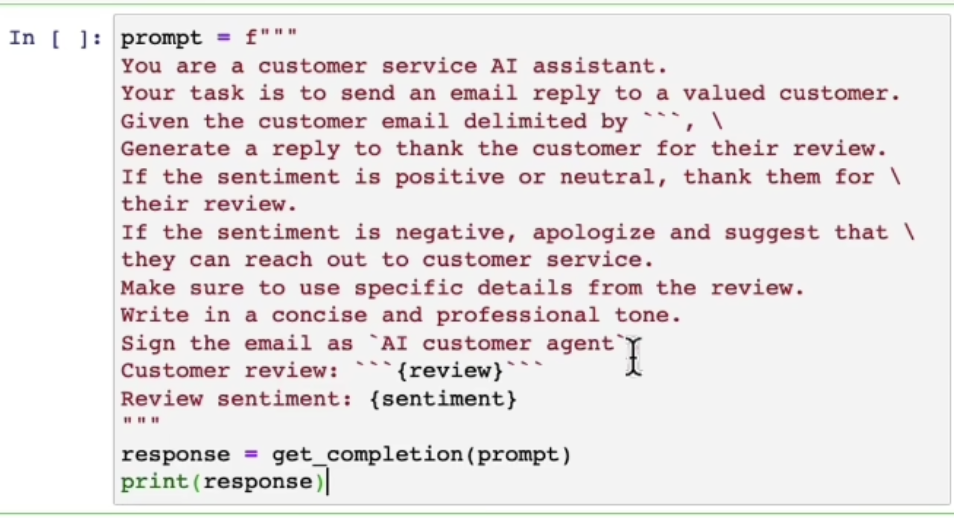 In [ ]: prompt = f"""
You are a customer service AI assistant.
Your task is to send an email reply to a valued customer.
Given the customer email delimited by ```, \
Generate a reply to thank the customer for their review.
If the sentiment is positive or neutral, thank them for \
their review.
If the sentiment is negative, apologize and suggest that \
they can reach out to customer service.
Make sure to use specific details from the review.
Write in a concise and professional tone.
Sign the email as `AI customer agent`.
Customer review: ```{review}```
Review sentiment: {sentiment}
"""
response = get_completion(prompt)
print(response)